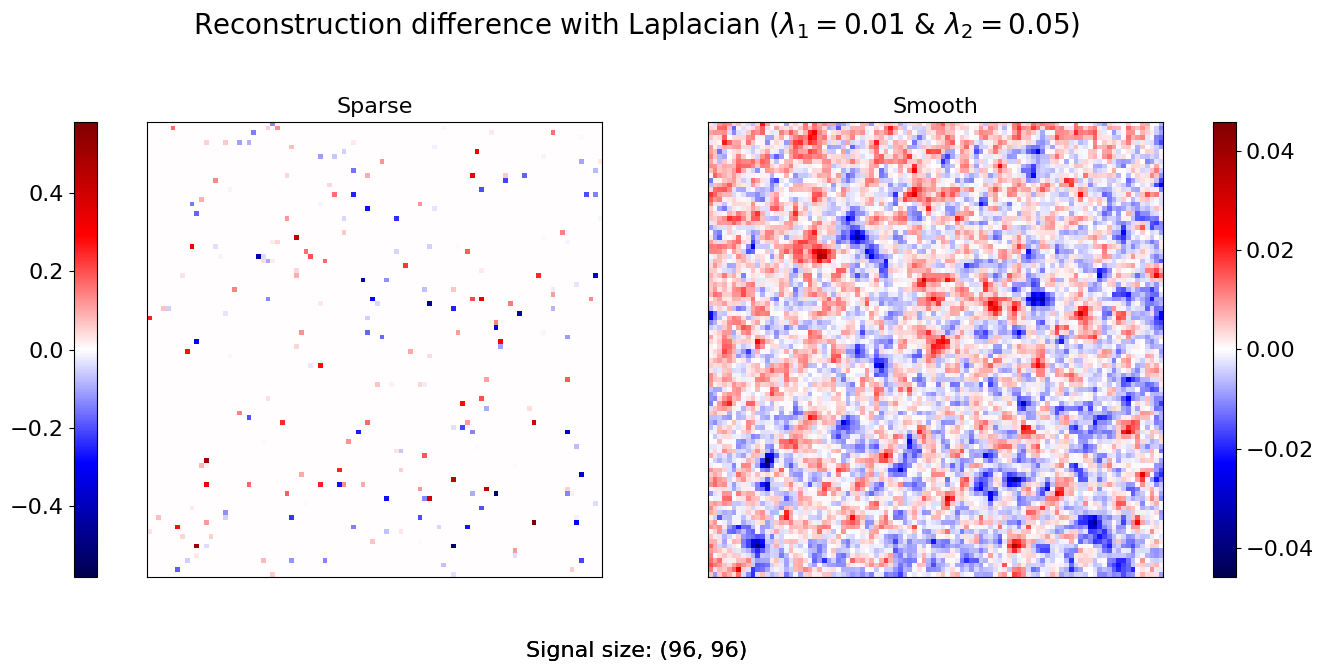 Reconstruction difference with Laplacian (λ₁ = 0.01 & λ₂ = 0.05)
Sparse
Smooth
0.4
0.2
0.0
−0.2
−0.4
0.04
0.02
0.00
−0.02
−0.04
Signal size: (96, 96)